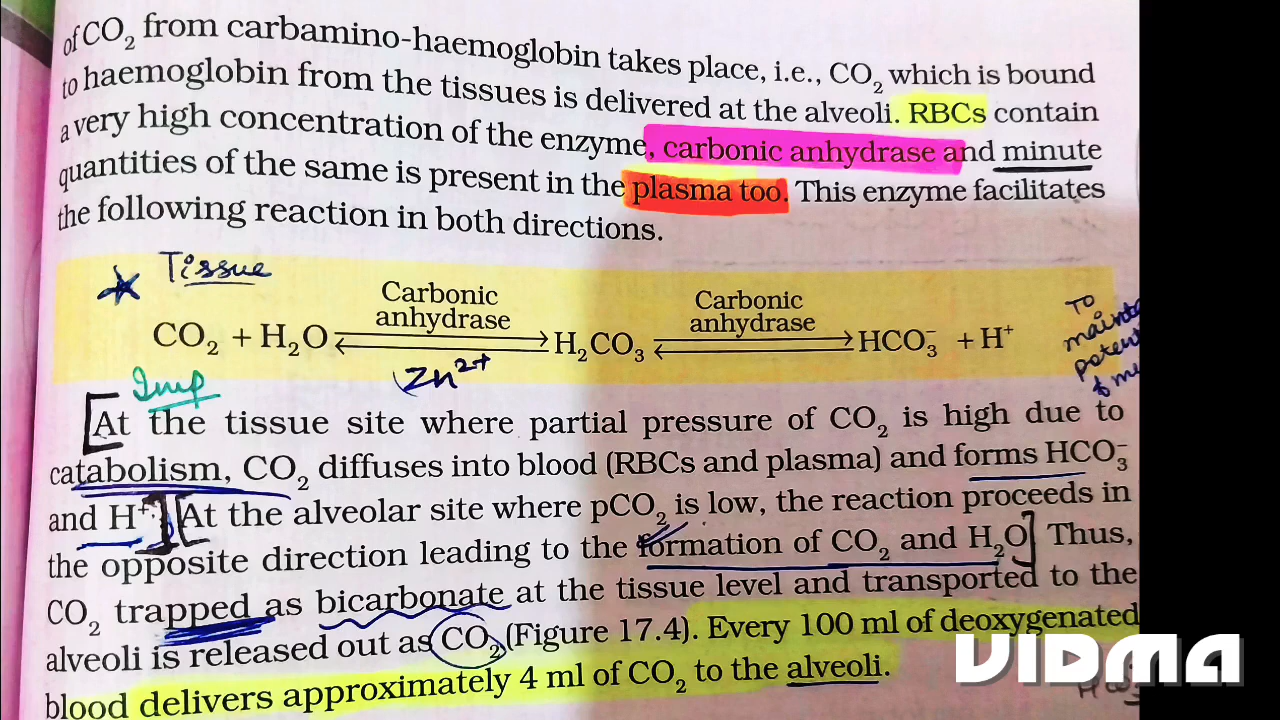 of CO₂ from carbamino-haemoglobin takes place, i.e., CO₂ which is bound
to haemoglobin from the tissues is delivered at the alveoli. RBCs contain
a very high concentration of the enzyme, carbonic anhydrase and minute
quantities of the same is present in the plasma too. This enzyme facilitates
the following reaction in both directions.
Tissue
Carbonic anhydrase Carbonic anhydrase
CO₂ + H₂O ⇌ H₂CO₃ ⇌ HCO₃⁻ + H⁺
Zn²⁺
To
Imp
At the tissue site where partial pressure of CO₂ is high due to
catabolism, CO₂ diffuses into blood (RBCs and plasma) and forms HCO₃⁻
and H⁺. At the alveolar site where pCO₂ is low, the reaction proceeds in
the opposite direction leading to the formation of CO₂ and H₂O. Thus,
CO₂ trapped as bicarbonate at the tissue level and transported to the
alveoli is released out as CO₂ (Figure 17.4). Every 100 ml of deoxygenated
blood delivers approximately 4 ml of CO₂ to the alveoli.
VIDMA